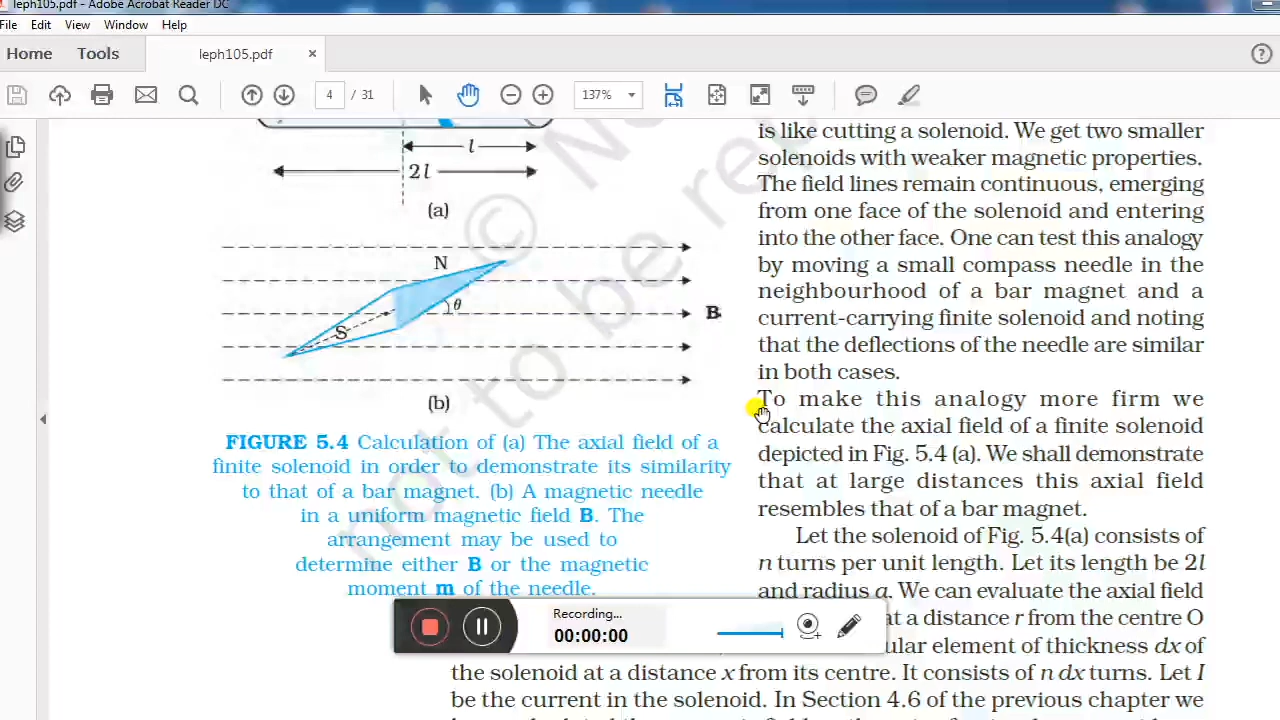 leph105.pdf - Adobe Acrobat Reader DC
File Edit View Window Help
Home Tools leph105.pdf ×
4 / 31 137%
l
2l
(a)
N
S
θ
B
(b)
FIGURE 5.4 Calculation of (a) The axial field of a
finite solenoid in order to demonstrate its similarity
to that of a bar magnet. (b) A magnetic needle
in a uniform magnetic field B. The
arrangement may be used to
determine either B or the magnetic
moment m of the needle.
is like cutting a solenoid. We get two smaller
solenoids with weaker magnetic properties.
The field lines remain continuous, emerging
from one face of the solenoid and entering
into the other face. One can test this analogy
by moving a small compass needle in the
neighbourhood of a bar magnet and a
current-carrying finite solenoid and noting
that the deflections of the needle are similar
in both cases.
To make this analogy more firm we
calculate the axial field of a finite solenoid
depicted in Fig. 5.4 (a). We shall demonstrate
that at large distances this axial field
resembles that of a bar magnet.
Let the solenoid of Fig. 5.4(a) consists of
n turns per unit length. Let its length be 2l
and radius a. We can evaluate the axial field
at a distance r from the centre O
element of thickness dx of
the solenoid at a distance x from its centre. It consists of n dx turns. Let I
be the current in the solenoid. In Section 4.6 of the previous chapter we
Recording...
00:00:00
© N
not to be re